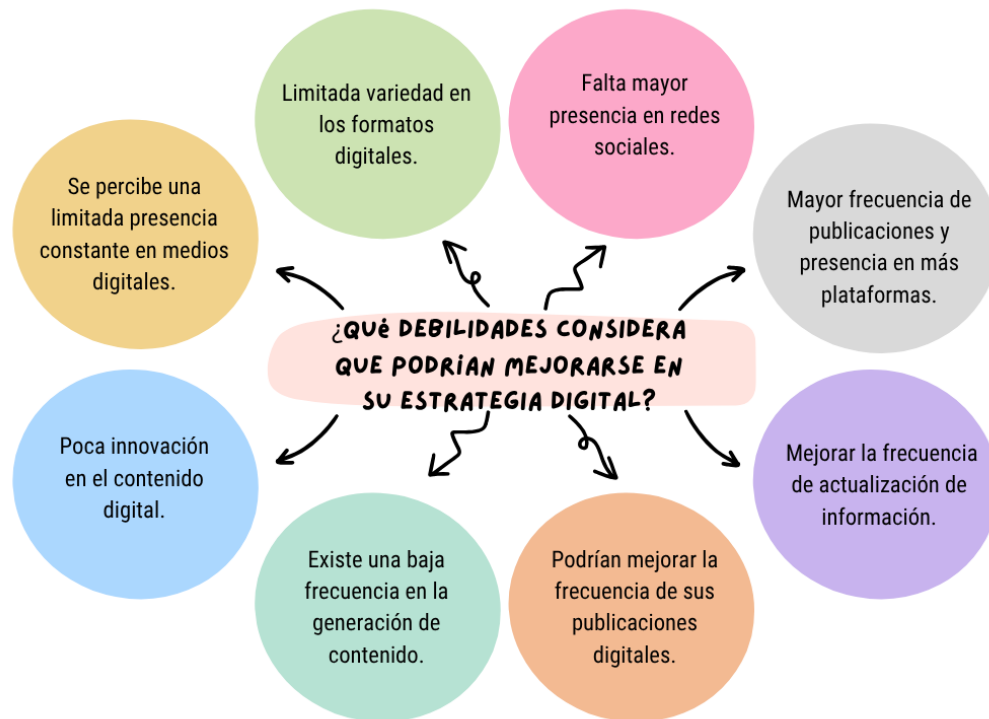 Limitada variedad en
los formatos
digitales.
Falta mayor
presencia en redes
sociales.
Se percibe una
limitada presencia
constante en medios
digitales.
Mayor frecuencia de
publicaciones y
presencia en más
plataformas.
¿QUÉ DEBILIDADES CONSIDERA
QUE PODRÍAN MEJORARSE EN
SU ESTRATEGIA DIGITAL?
Poca innovación
en el contenido
digital.
Mejorar la frecuencia
de actualización de
información.
Existe una baja
frecuencia en la
generación de
contenido.
Podrían mejorar la
frecuencia de sus
publicaciones
digitales.